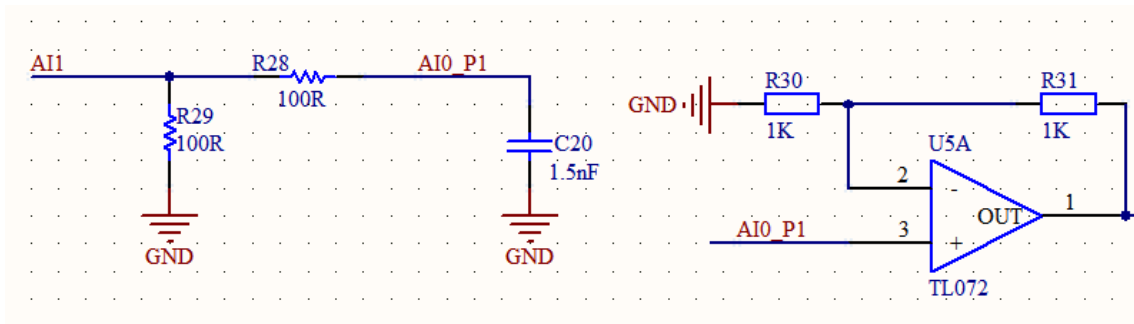 AI1
R28
100R
AI0_P1
R29
100R
C20
1.5nF
GND
GND
GND
R30
1K
R31
1K
U5A
2
-
OUT
1
AI0_P1
3
+
TL072